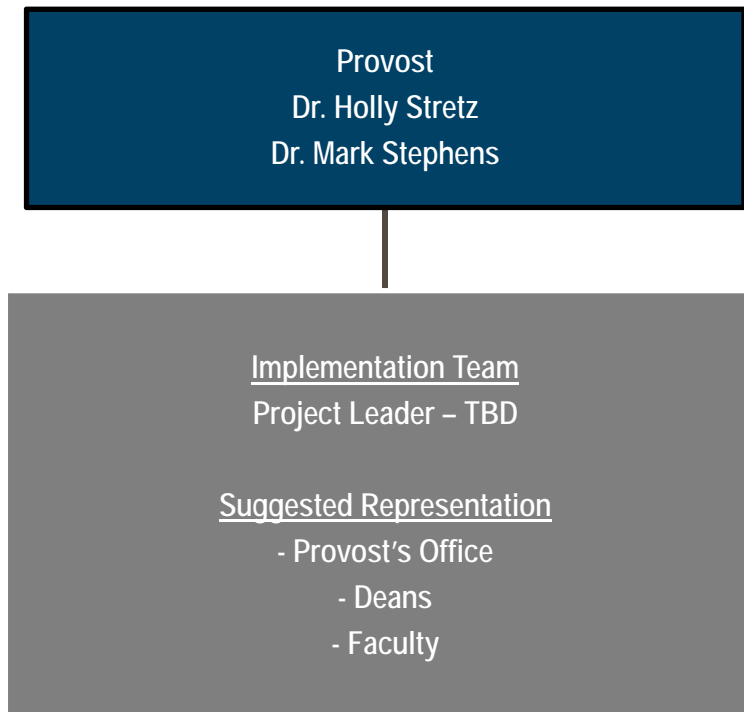 Provost
Dr. Holly Stretz
Dr. Mark Stephens
Implementation Team
Project Leader – TBD
Suggested Representation
- Provost's Office
- Deans
- Faculty